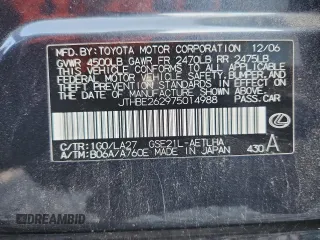 MFD. BY: TOYOTA MOTOR CORPORATION 12/06
GVWR 4500LB GAWR FR 2470LB RR 2475LB
THIS VEHICLE CONFORMS TO ALL APPLICABLE
FEDERAL MOTOR VEHICLE SAFETY, BUMPER, AND
THEFT PREVENTION STANDARDS IN EFFECT ON
THE DATE OF MANUFACTURE SHOWN ABOVE.
JTHBE262975014988 PASS. CAR
C/TR: 1G0/LA27 GSE21L-AETLHA
A/TM: B06A/A760E MADE IN JAPAN 430 A
DREAMBID